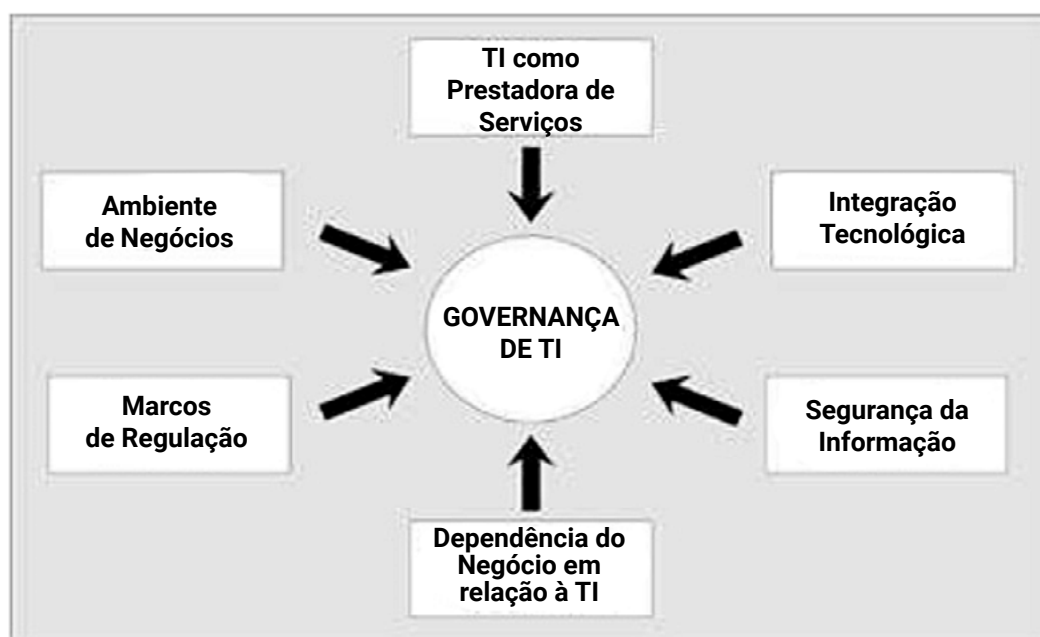 TI como
Prestadora de
Serviços
Ambiente
de Negócios
Integração
Tecnológica
GOVERNANÇA
DE TI
Marcos
de Regulação
Segurança da
Informação
Dependência do
Negócio em
relação à TI